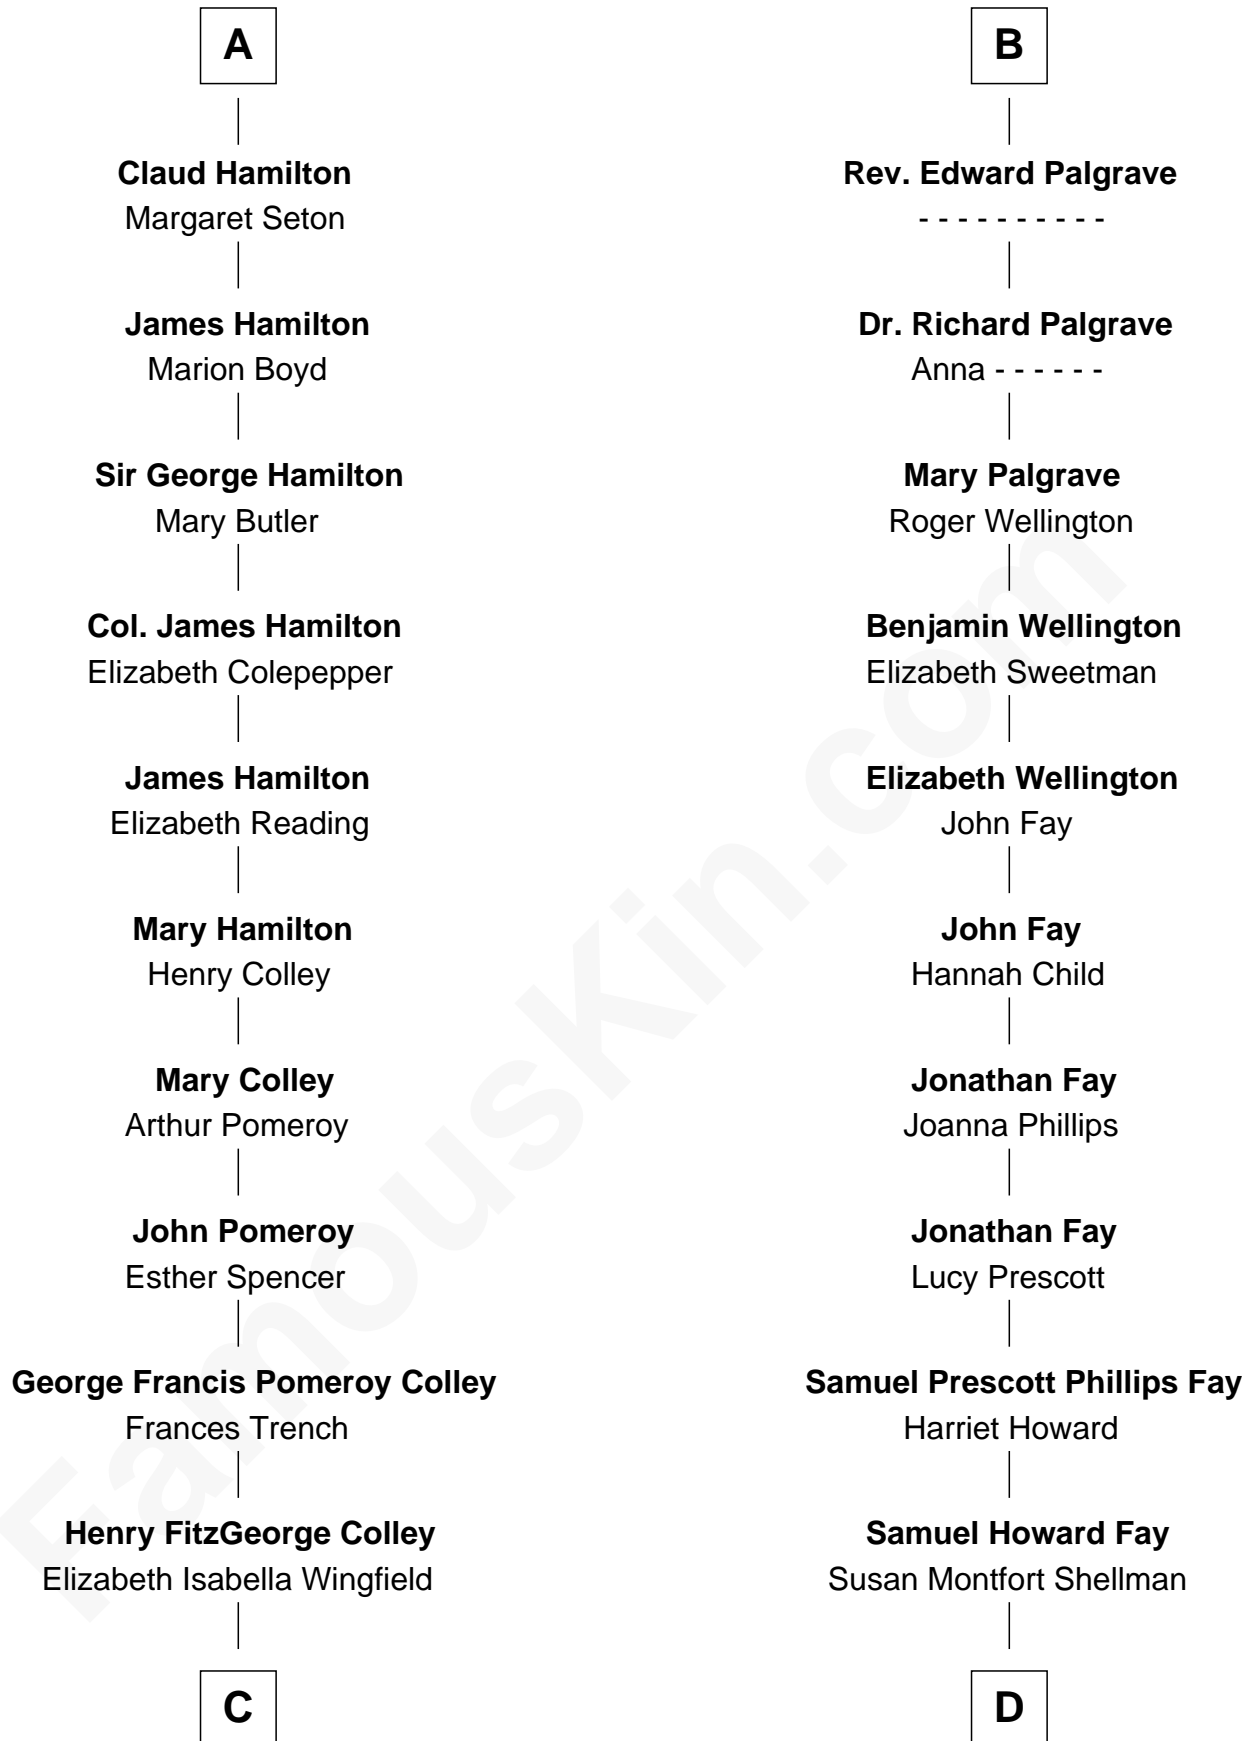 A
Claud Hamilton
Margaret Seton
James Hamilton
Marion Boyd
Sir George Hamilton
Mary Butler
Col. James Hamilton
Elizabeth Colepepper
James Hamilton
Elizabeth Reading
Mary Hamilton
Henry Colley
Mary Colley
Arthur Pomeroy
John Pomeroy
Esther Spencer
George Francis Pomeroy Colley
Frances Trench
Henry FitzGeorge Colley
Elizabeth Isabella Wingfield
C
B
Rev. Edward Palgrave
- - - - - - - - - -
Dr. Richard Palgrave
Anna - - - - - -
Mary Palgrave
Roger Wellington
Benjamin Wellington
Elizabeth Sweetman
Elizabeth Wellington
John Fay
John Fay
Hannah Child
Jonathan Fay
Joanna Phillips
Jonathan Fay
Lucy Prescott
Samuel Prescott Phillips Fay
Harriet Howard
Samuel Howard Fay
Susan Montfort Shellman
D
FamousKin.com